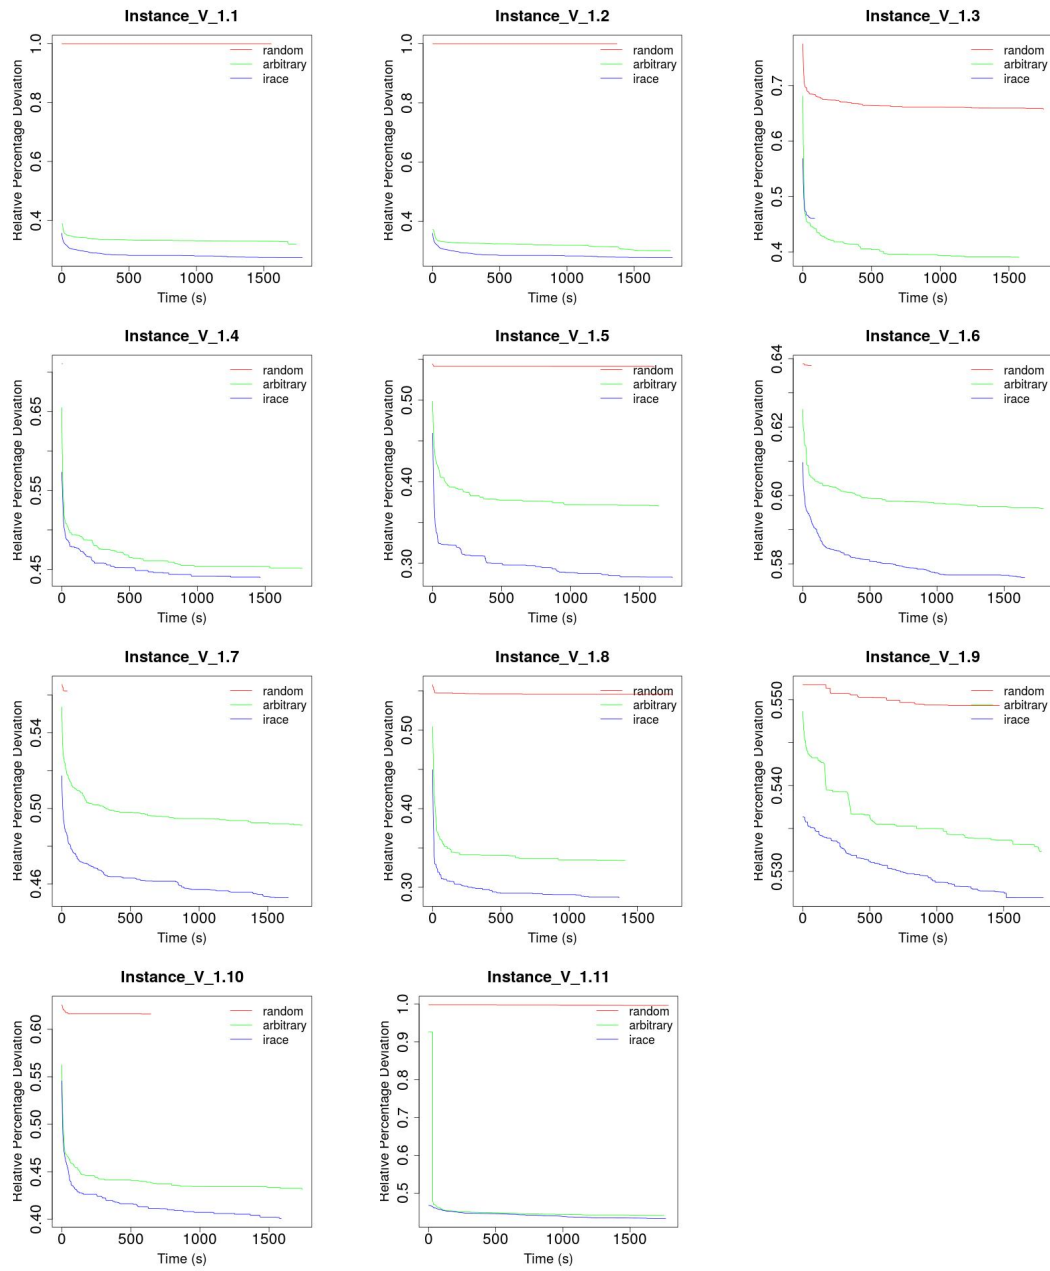 Instance_V_1.1
Relative Percentage Deviation
1.0
0.8
0.6
0.4
random
arbitrary
irace
0 500 1000 1500
Time (s)
Instance_V_1.2
Relative Percentage Deviation
1.0
0.8
0.6
0.4
random
arbitrary
irace
0 500 1000 1500
Time (s)
Instance_V_1.3
Relative Percentage Deviation
0.7
0.6
0.5
0.4
random
arbitrary
irace
0 500 1000 1500
Time (s)
Instance_V_1.4
Relative Percentage Deviation
0.65
0.55
0.45
random
arbitrary
irace
0 500 1000 1500
Time (s)
Instance_V_1.5
Relative Percentage Deviation
0.50
0.40
0.30
random
arbitrary
irace
0 500 1000 1500
Time (s)
Instance_V_1.6
Relative Percentage Deviation
0.64
0.62
0.60
0.58
random
arbitrary
irace
0 500 1000 1500
Time (s)
Instance_V_1.7
Relative Percentage Deviation
0.54
0.50
0.46
random
arbitrary
irace
0 500 1000 1500
Time (s)
Instance_V_1.8
Relative Percentage Deviation
0.50
0.40
0.30
random
arbitrary
irace
0 500 1000 1500
Time (s)
Instance_V_1.9
Relative Percentage Deviation
0.550
0.540
0.530
random
arbitrary
irace
0 500 1000 1500
Time (s)
Instance_V_1.10
Relative Percentage Deviation
0.60
0.55
0.50
0.45
0.40
random
arbitrary
irace
0 500 1000 1500
Time (s)
Instance_V_1.11
Relative Percentage Deviation
1.0
0.9
0.8
0.7
0.6
0.5
random
arbitrary
irace
0 500 1000 1500
Time (s)